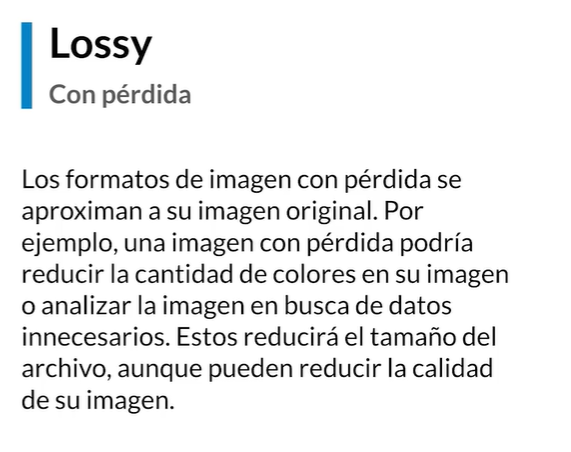 Lossy
Con pérdida
Los formatos de imagen con pérdida se
aproximan a su imagen original. Por
ejemplo, una imagen con pérdida podría
reducir la cantidad de colores en su imagen
o analizar la imagen en busca de datos
innecesarios. Estos reducirá el tamaño del
archivo, aunque pueden reducir la calidad
de su imagen.